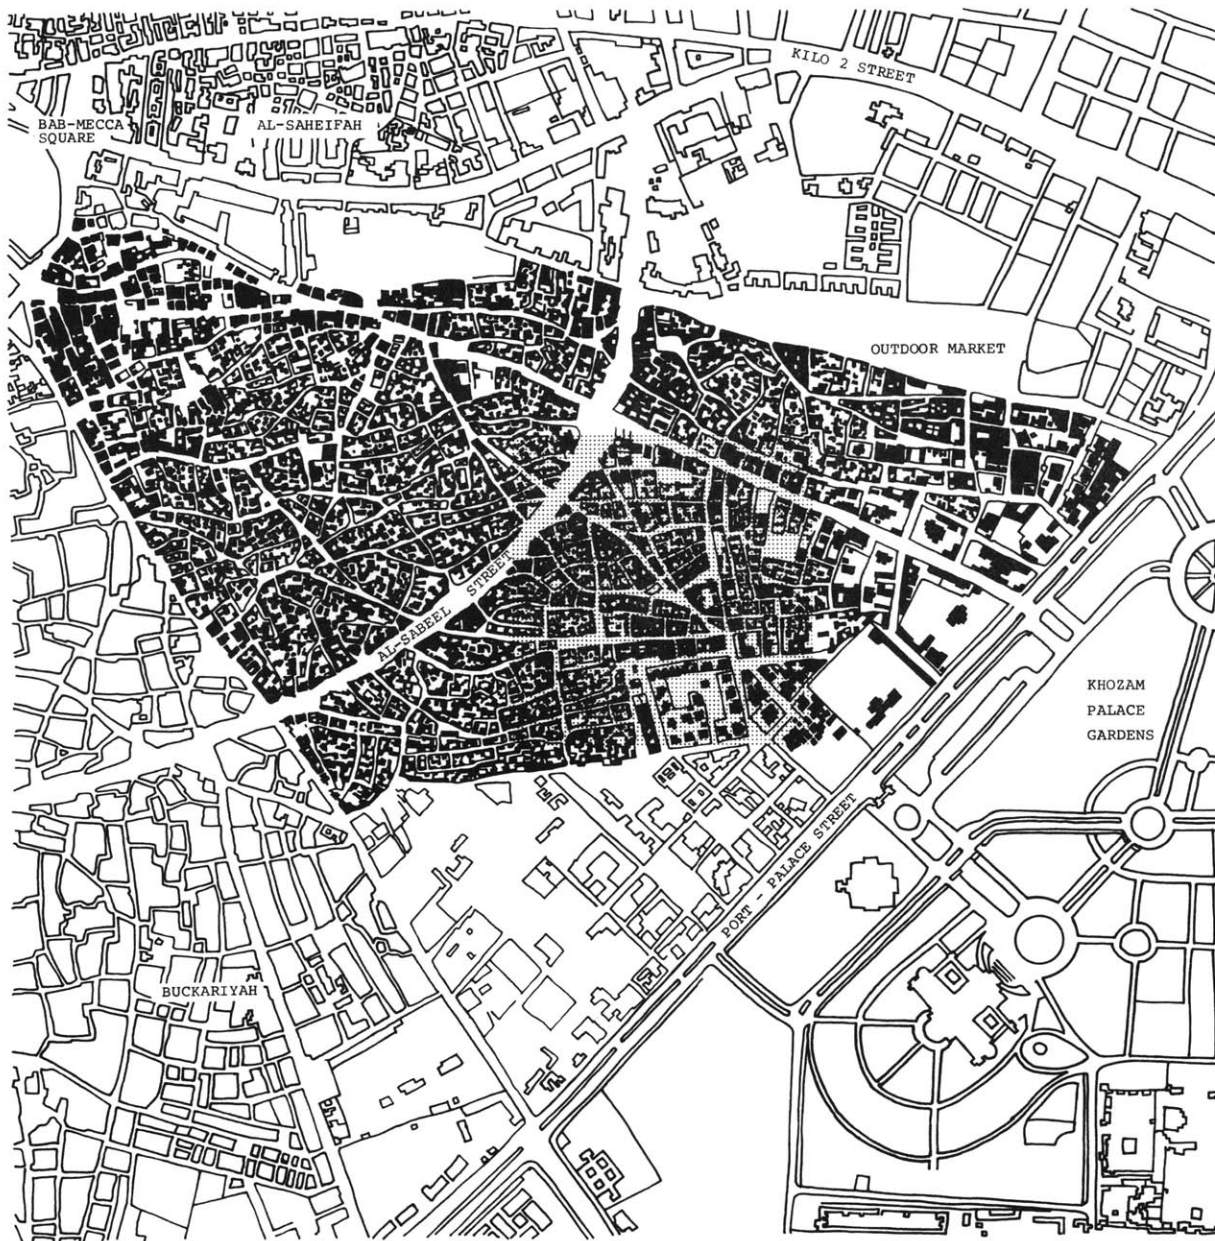 KILO 2 STREET
BAB-MECCA
SQUARE
AL-SAHEIFAH
OUTDOOR MARKET
AL-SABEEL STREET
KHOZAM
PALACE
GARDENS
PORT - PALACE STREET
BUCKARIYAH